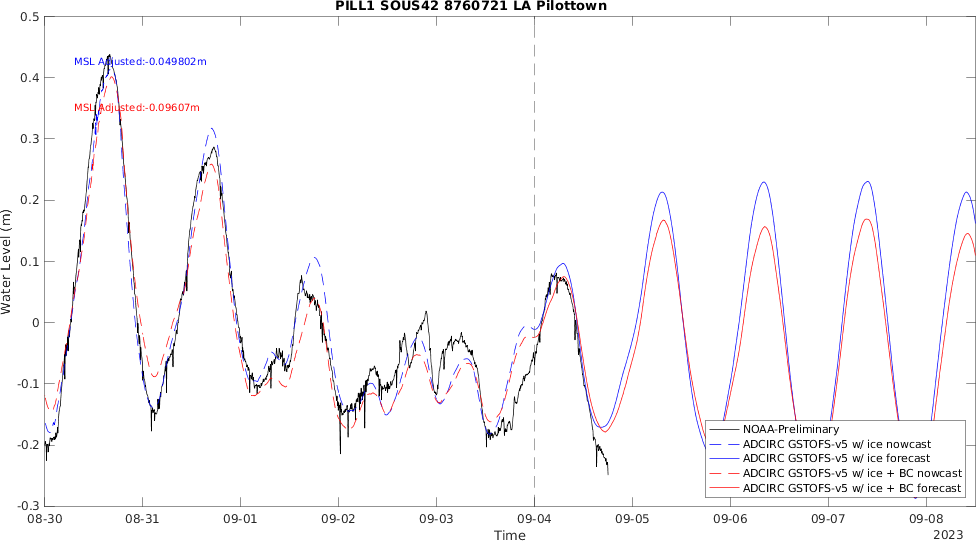 PILL1 SOUS42 8760721 LA Pilottown
0.5
0.4
0.3
0.2
0.1
0
-0.1
-0.2
-0.3
Water Level (m)
MSL Adjusted:-0.049802m
MSL Adjusted:-0.09607m
NOAA-Preliminary
ADCIRC GSTOFS-v5 w/ ice nowcast
ADCIRC GSTOFS-v5 w/ ice forecast
ADCIRC GSTOFS-v5 w/ ice + BC nowcast
ADCIRC GSTOFS-v5 w/ ice + BC forecast
08-30 08-31 09-01 09-02 09-03 09-04 09-05 09-06 09-07 09-08
Time
2023